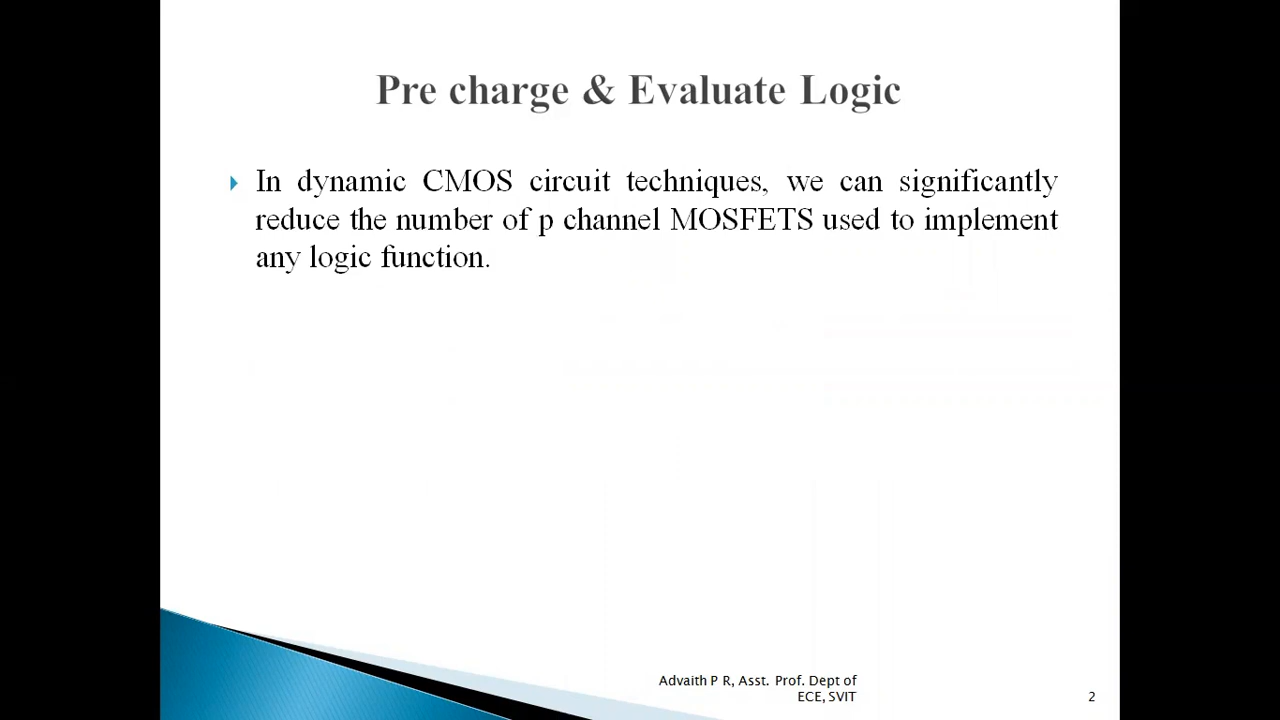 Pre charge & Evaluate Logic
In dynamic CMOS circuit techniques, we can significantly
reduce the number of p channel MOSFETS used to implement
any logic function.
Advaith P R, Asst. Prof. Dept of
ECE, SVIT
2